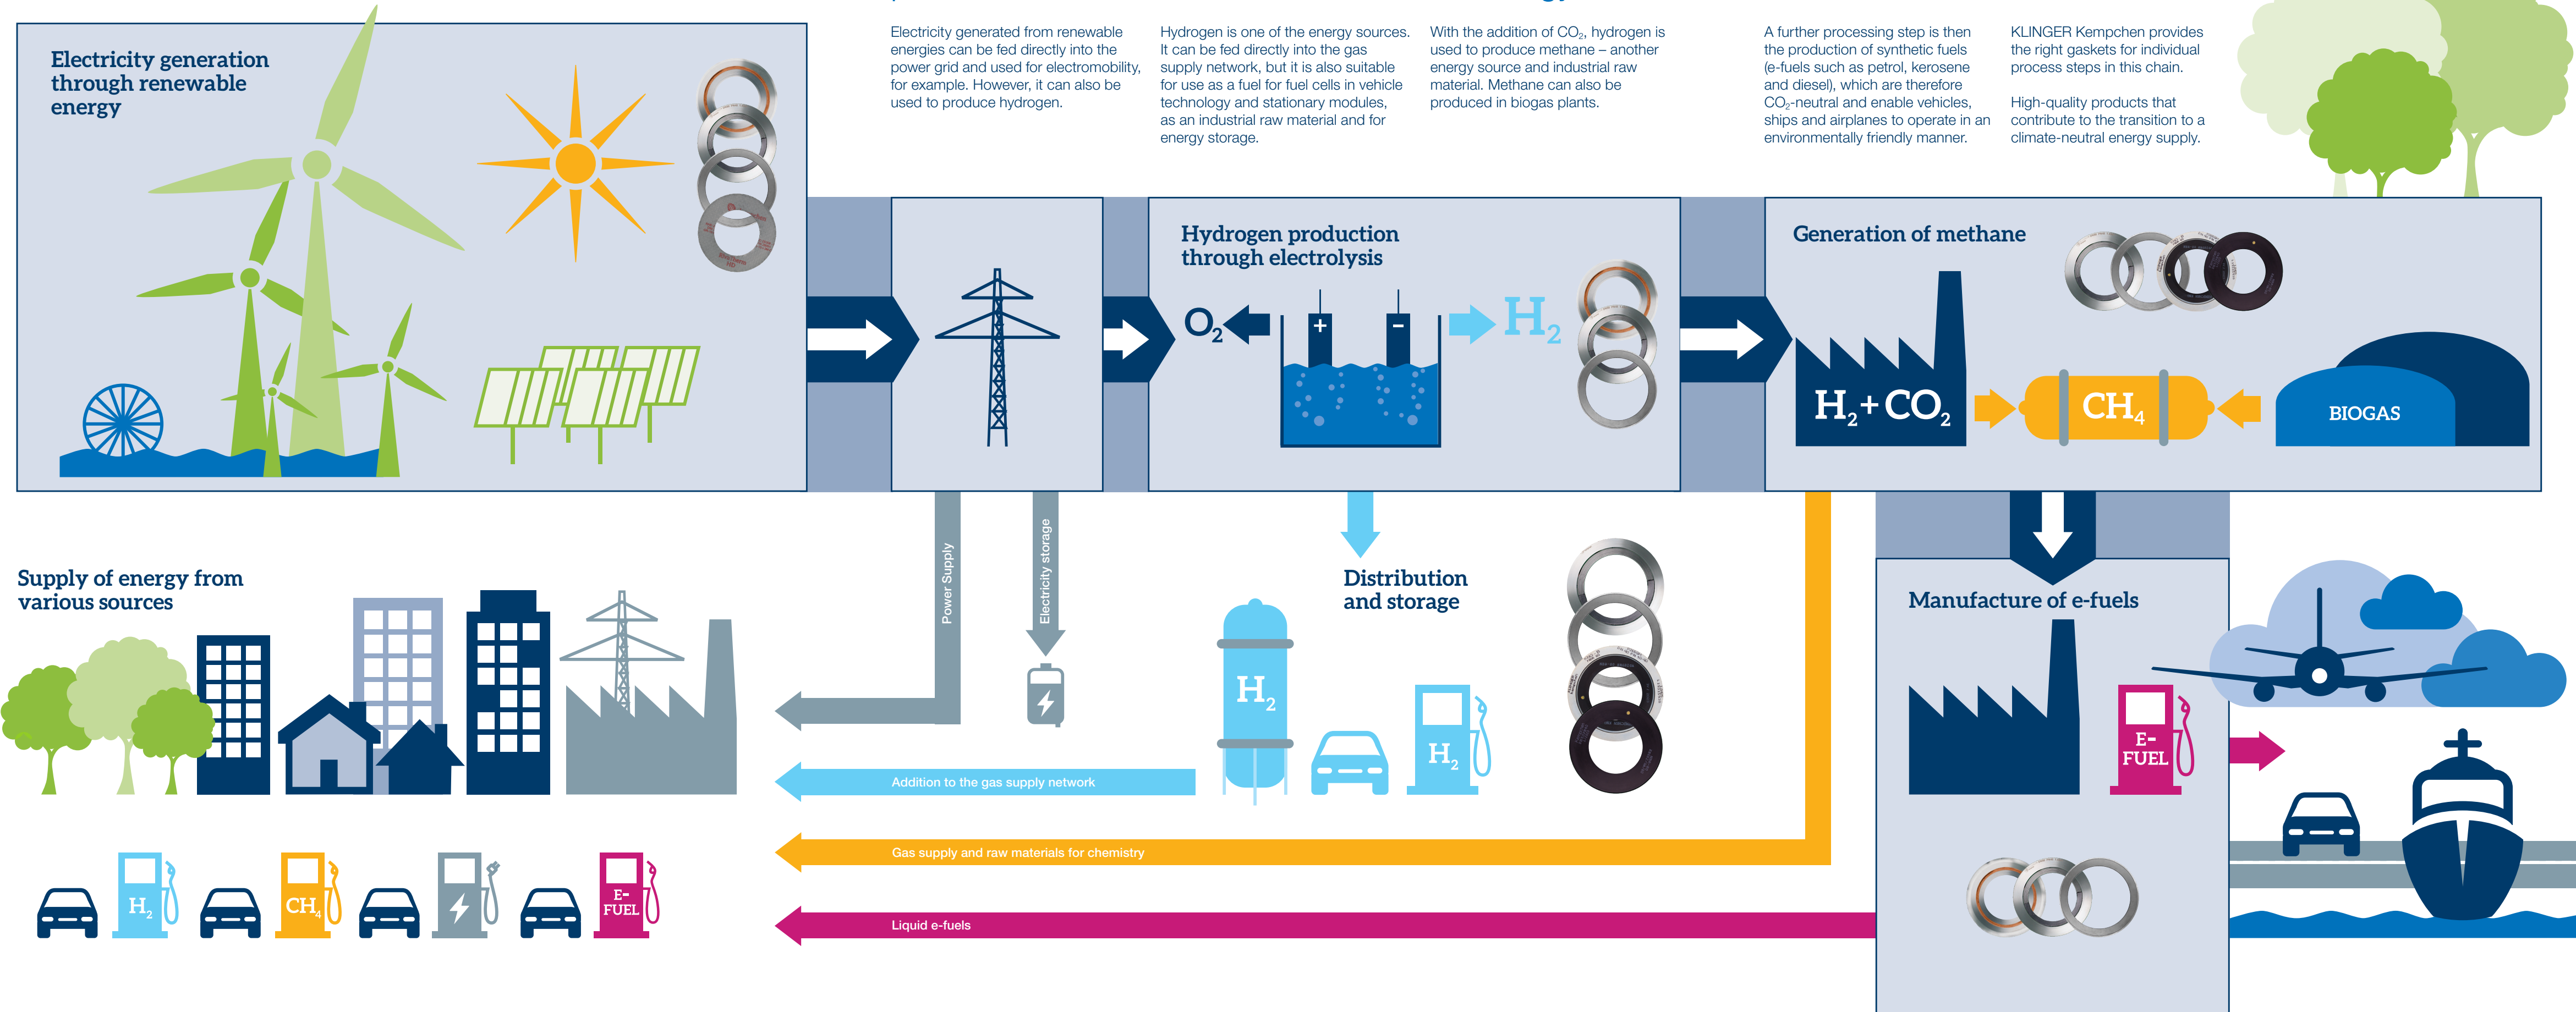 Electricity generation
through renewable
energy
Electricity generated from renewable
energies can be fed directly into the
power grid and used for electromobility,
for example. However, it can also be
used to produce hydrogen.
Hydrogen is one of the energy sources.
It can be fed directly into the gas
supply network, but it is also suitable
for use as a fuel for fuel cells in vehicle
technology and stationary modules,
as an industrial raw material and for
energy storage.
With the addition of CO₂, hydrogen is
used to produce methane – another
energy source and industrial raw
material. Methane can also be
produced in biogas plants.
A further processing step is then
the production of synthetic fuels
(e-fuels such as petrol, kerosene
and diesel), which are therefore
CO₂-neutral and enable vehicles,
ships and airplanes to operate in an
environmentally friendly manner.
KLINGER Kempchen provides
the right gaskets for individual
process steps in this chain.
High-quality products that
contribute to the transition to a
climate-neutral energy supply.
Hydrogen production
through electrolysis
O₂
+
–
H₂
Generation of methane
H₂+CO₂
CH₄
BIOGAS
Power Supply
Electricity storage
Supply of energy from
various sources
Distribution
and storage
H₂
H₂
Manufacture of e-fuels
E-
FUEL
Addition to the gas supply network
Gas supply and raw materials for chemistry
Liquid e-fuels
H₂
CH₄
E-
FUEL